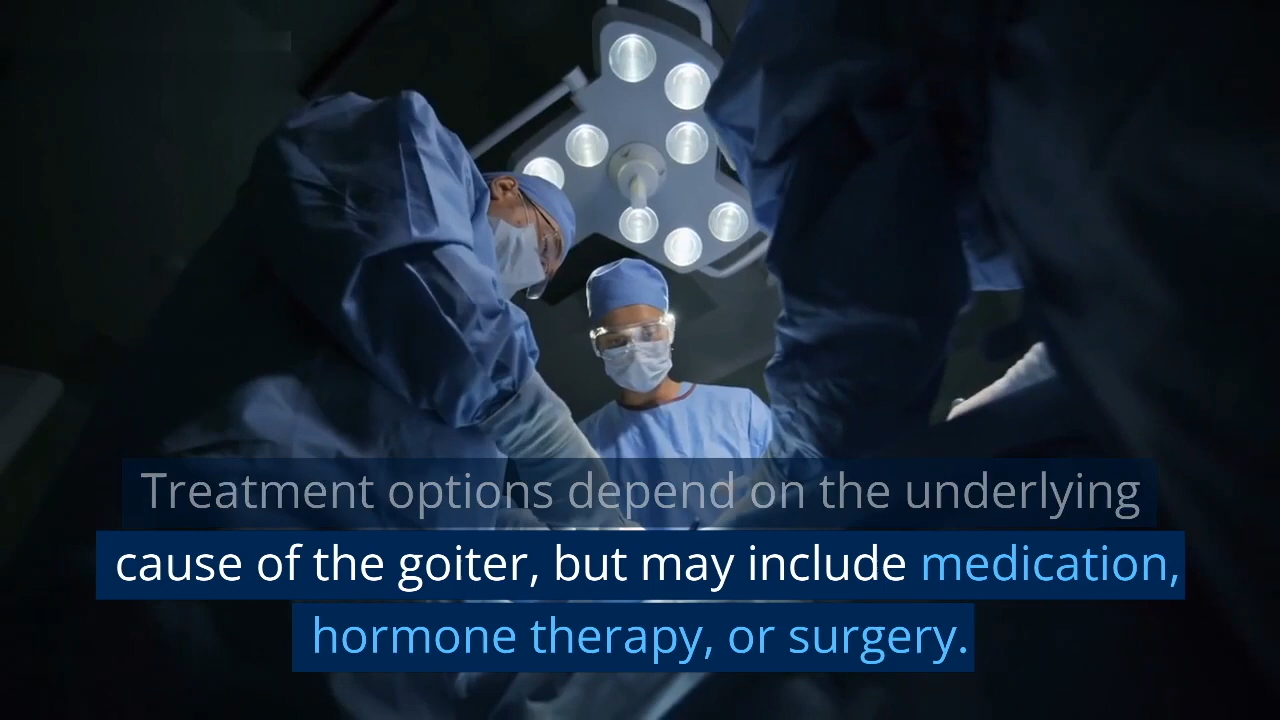 Treatment options depend on the underlying
cause of the goiter, but may include medication,
hormone therapy, or surgery.